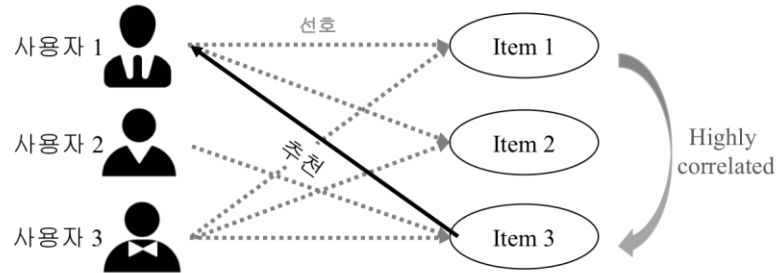 사용자 1
선호
Item 1
사용자 2
추천
Item 2
Highly
correlated
사용자 3
Item 3